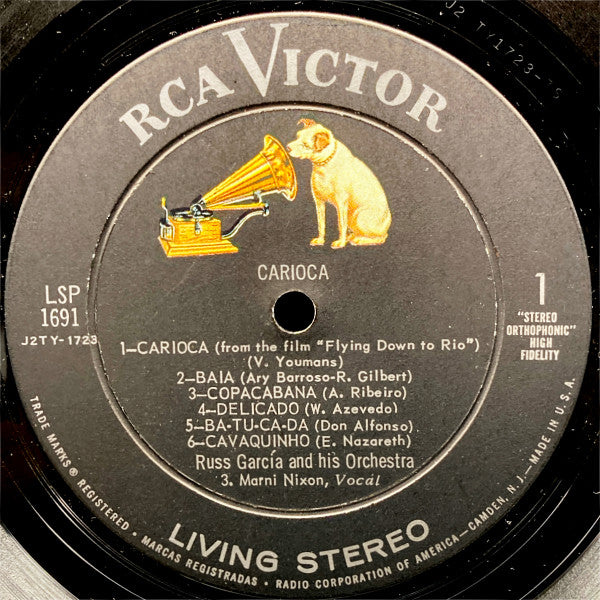 RCA VICTOR
CARIOCA
LSP
1691
J2TY-1723
1
"STEREO
ORTHOPHONIC"
HIGH
FIDELITY
1—CARIOCA (from the film "Flying Down to Rio")
(V. Youmans)
2—BAIA (Ary Barroso-R. Gilbert)
3—COPACABANA (A. Ribeiro)
4—DELICADO (W. Azevedo)
5—BA-TU-CA-DA (Don Alfonso)
6—CAVAQUINHO (E. Nazareth)
Russ García and his Orchestra
3. Marni Nixon, Vocal
LIVING STEREO
TRADE MARKS ® REGISTERED • MARCAS REGISTRADAS • RADIO CORPORATION OF AMERICA—CAMDEN, N. J.—MADE IN U.S.A.